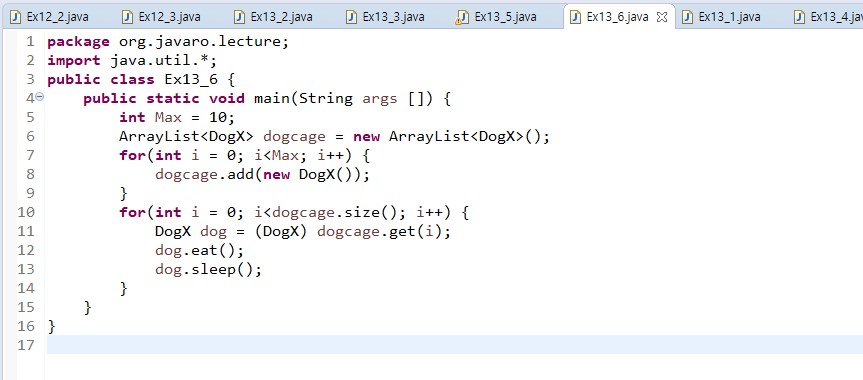 Ex12_2.java Ex12_3.java Ex13_2.java Ex13_3.java Ex13_5.java Ex13_6.java Ex13_1.java Ex13_4.jav
1 package org.javaro.lecture;
2 import java.util.*;
3 public class Ex13_6 {
4     public static void main(String args []) {
5         int Max = 10;
6         ArrayList<DogX> dogcage = new ArrayList<DogX>();
7         for(int i = 0; i<Max; i++) {
8             dogcage.add(new DogX());
9         }
10         for(int i = 0; i<dogcage.size(); i++) {
11             DogX dog = (DogX) dogcage.get(i);
12             dog.eat();
13             dog.sleep();
14         }
15     }
16 }
17